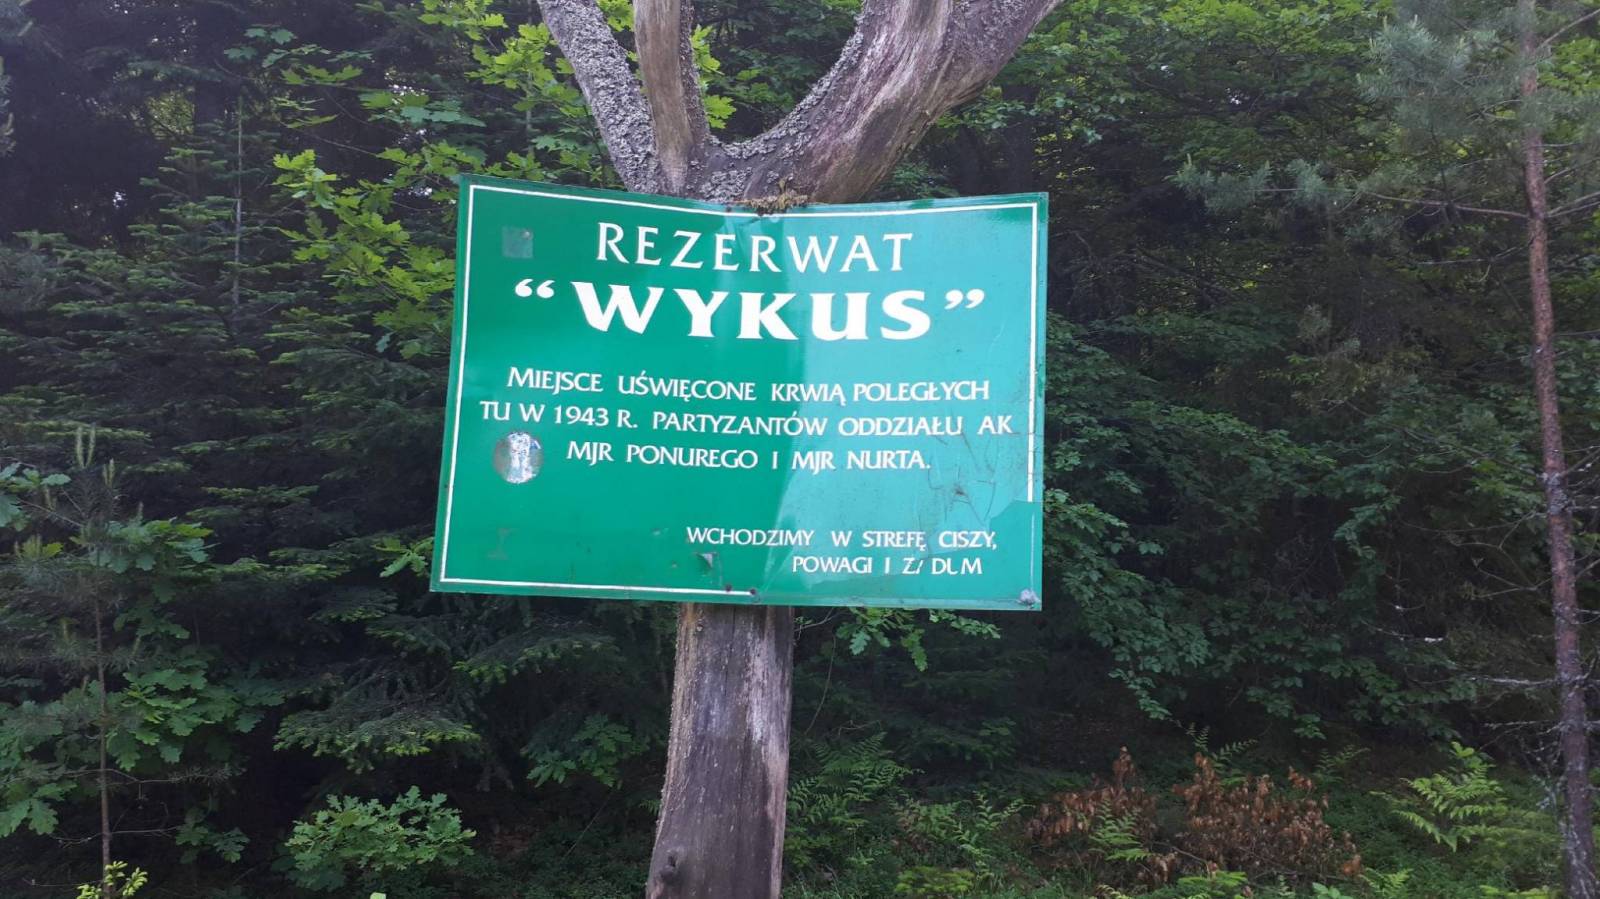 REZERWAT
“WYKUS”
MIEJSCE UŚWIĘCONE KRWIĄ POLEGŁYCH
TU W 1943 R. PARTYZANTÓW ODDZIAŁU AK
MJR PONUREGO I MJR NURTA.
WCHODZIMY W STREFĘ CISZY,
POWAGI I